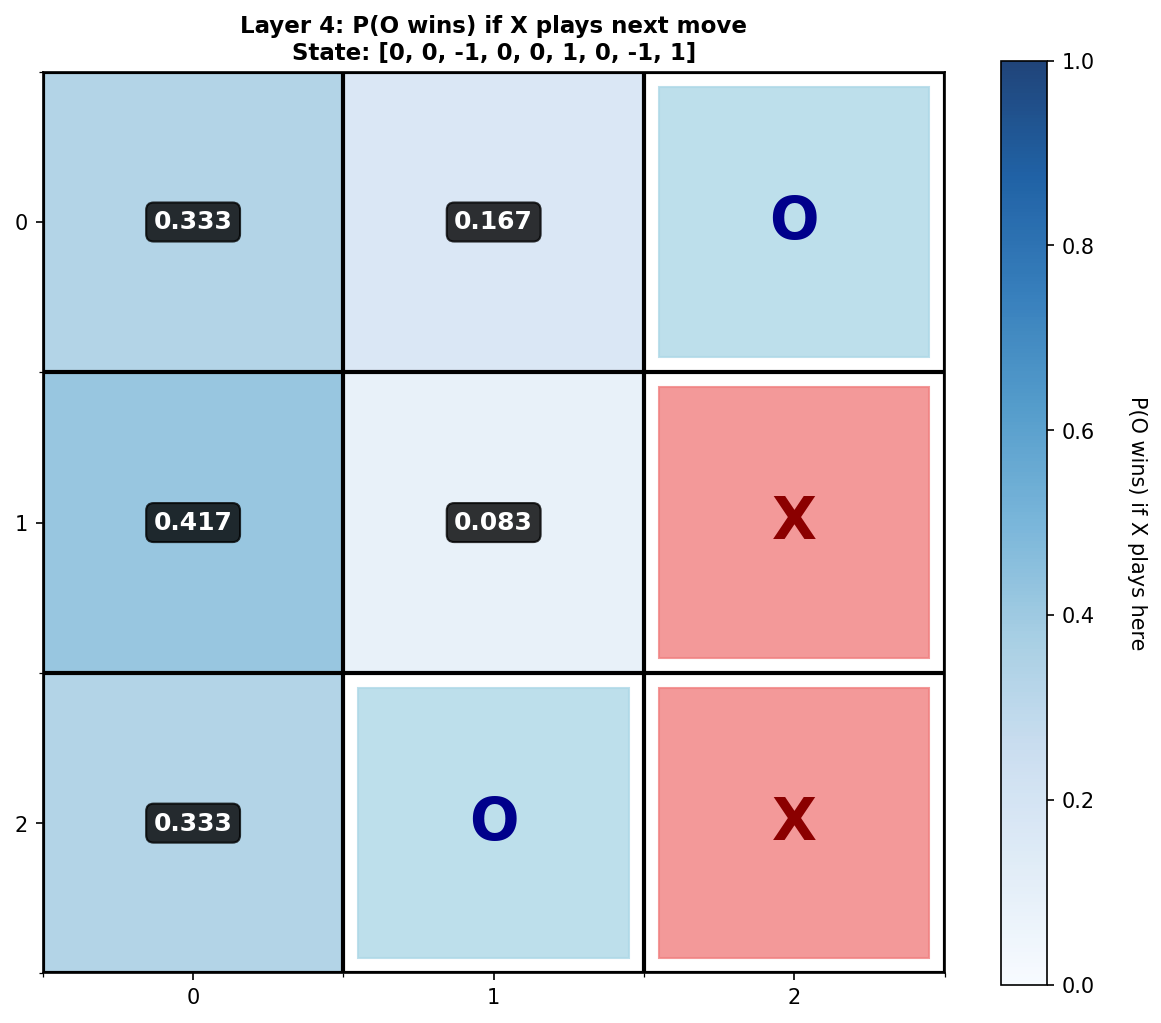 Layer 4: P(O wins) if X plays next move
State: [0, 0, -1, 0, 0, 1, 0, -1, 1]
0
0.333
0.167
O
1
0.417
0.083
X
2
0.333
O
X
0
1
2
1.0
0.8
0.6
0.4
0.2
0.0
P(O wins) if X plays here